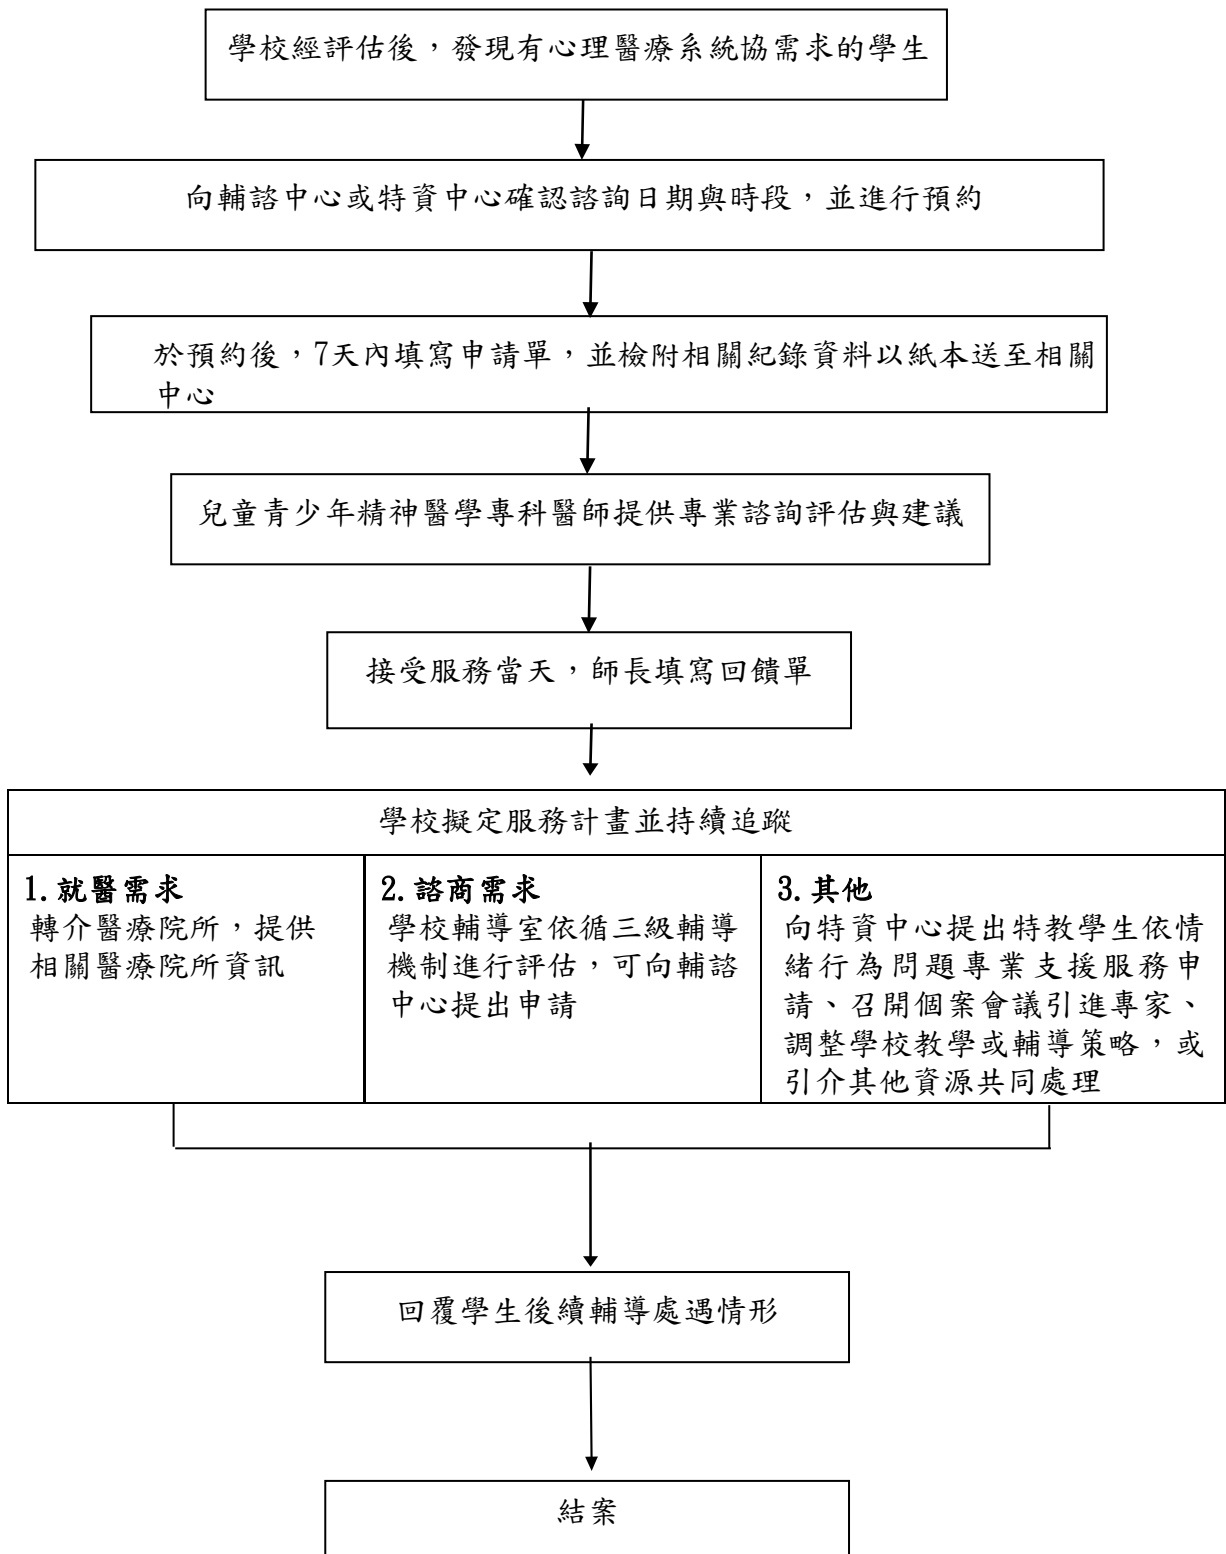 學校經評估後，發現有心理醫療系統協需求的學生
向輔諮中心或特資中心確認諮詢日期與時段，並進行預約
於預約後，7天內填寫申請單，並檢附相關紀錄資料以紙本送至相關
中心
兒童青少年精神醫學專科醫師提供專業諮詢評估與建議
接受服務當天，師長填寫回饋單
學校擬定服務計畫並持續追蹤
1.就醫需求
轉介醫療院所，提供
相關醫療院所資訊
2.諮商需求
學校輔導室依循三級輔導
機制進行評估，可向輔諮
中心提出申請
3.其他
向特資中心提出特教學生依情
緒行為問題專業支援服務申
請、召開個案會議引進專家、
調整學校教學或輔導策略，或
引介其他資源共同處理
回覆學生後續輔導處遇情形
結案